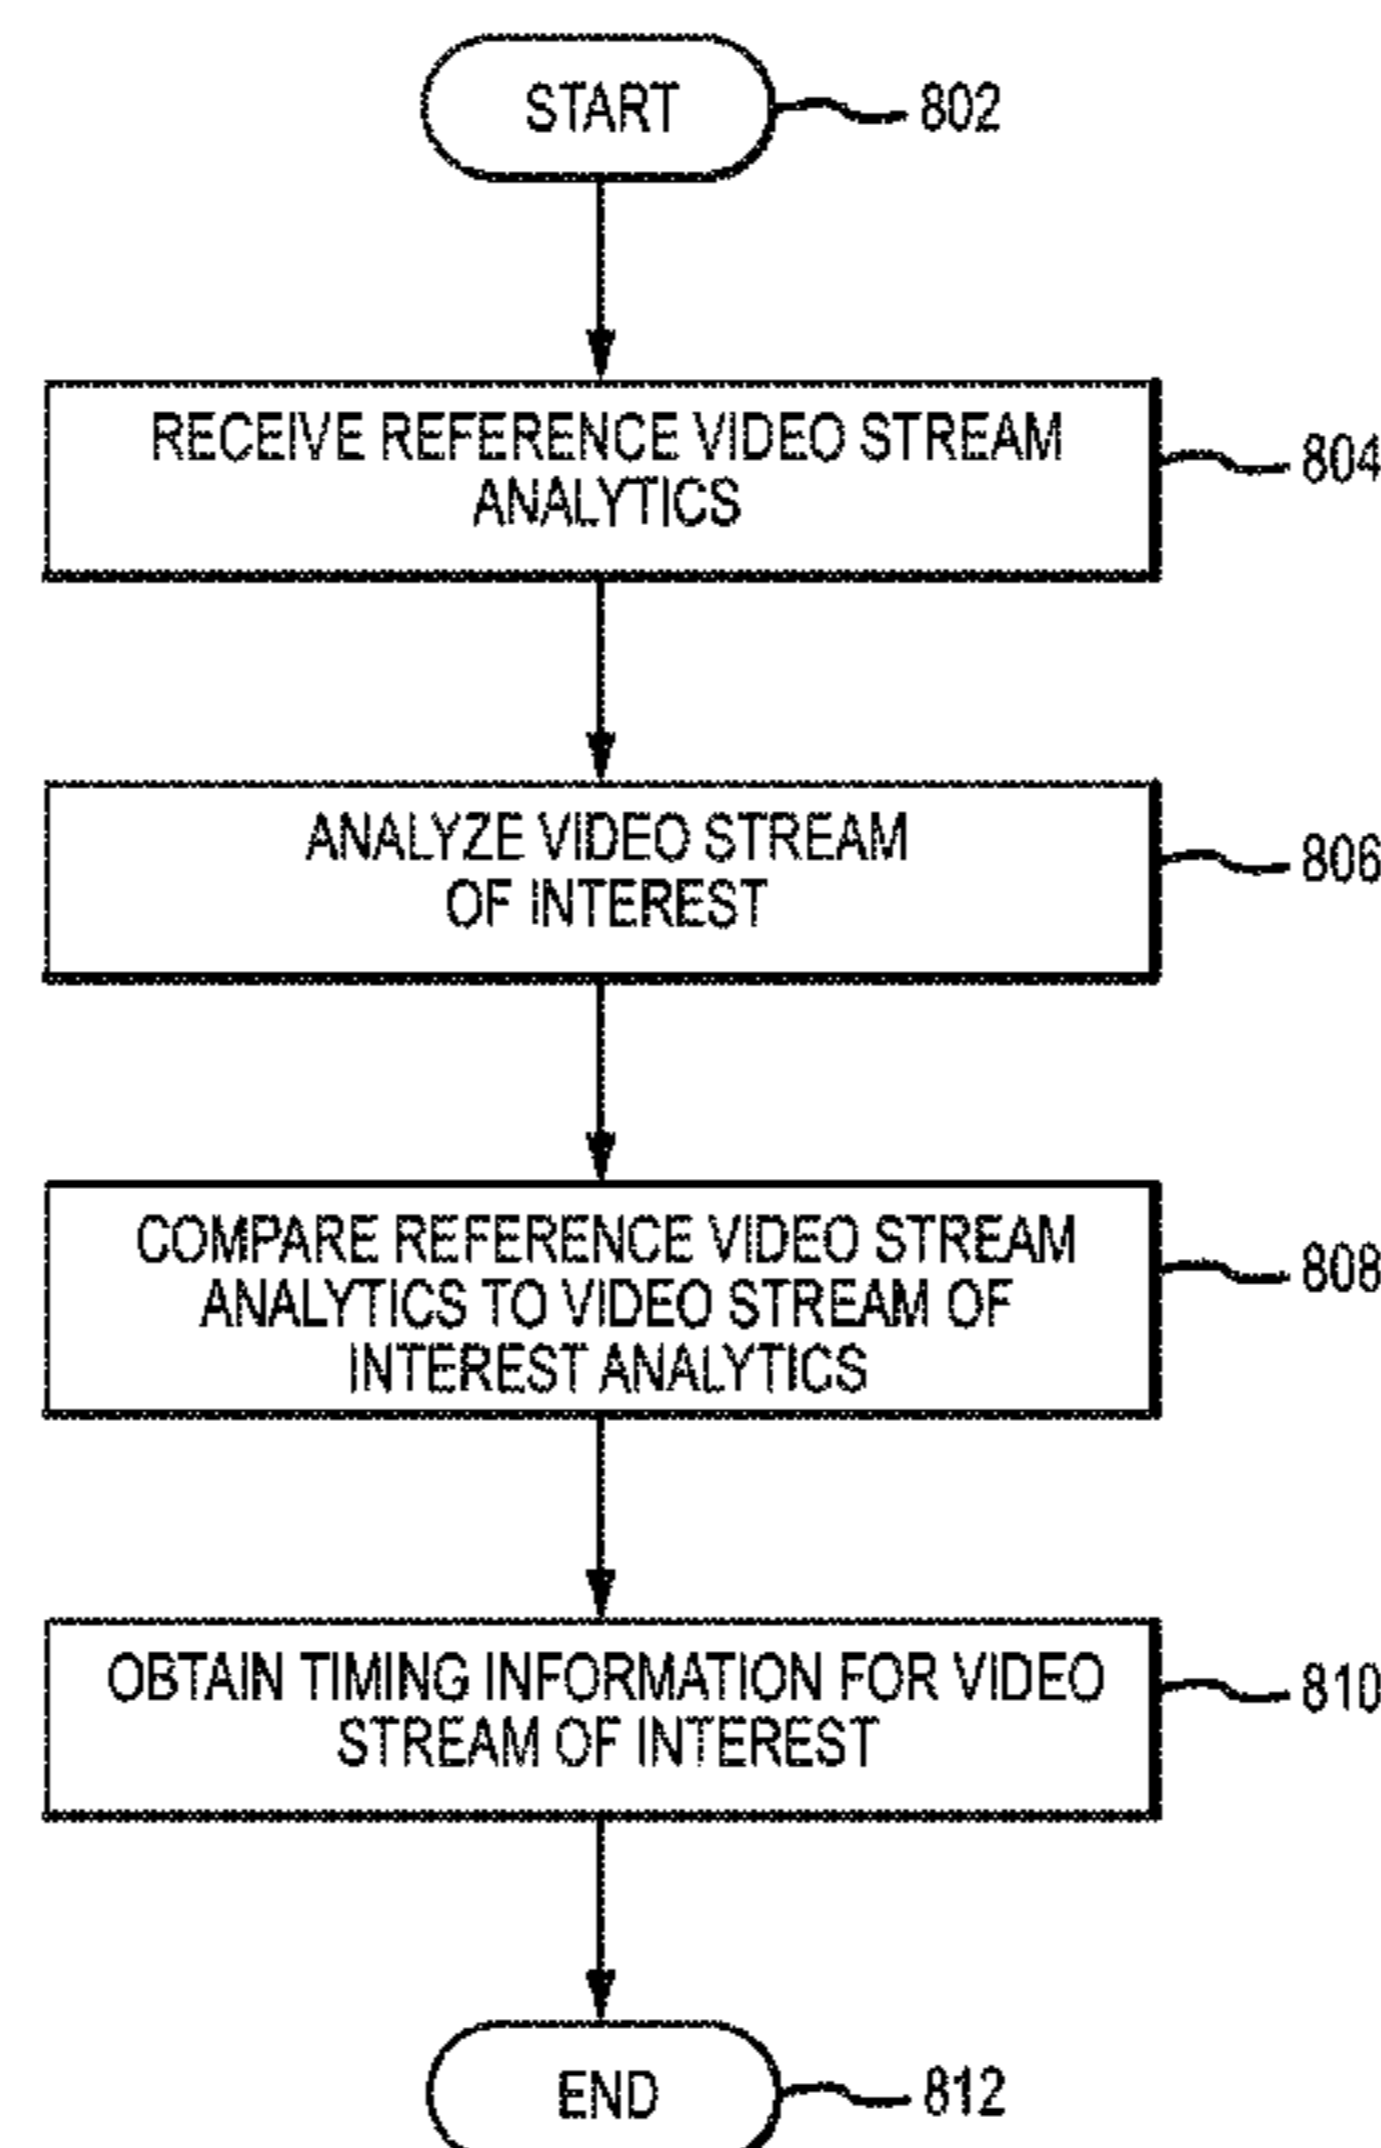 START
802
RECEIVE REFERENCE VIDEO STREAM
ANALYTICS
804
ANALYZE VIDEO STREAM
OF INTEREST
806
COMPARE REFERENCE VIDEO STREAM
ANALYTICS TO VIDEO STREAM OF
INTEREST ANALYTICS
808
OBTAIN TIMING INFORMATION FOR VIDEO
STREAM OF INTEREST
810
END
812